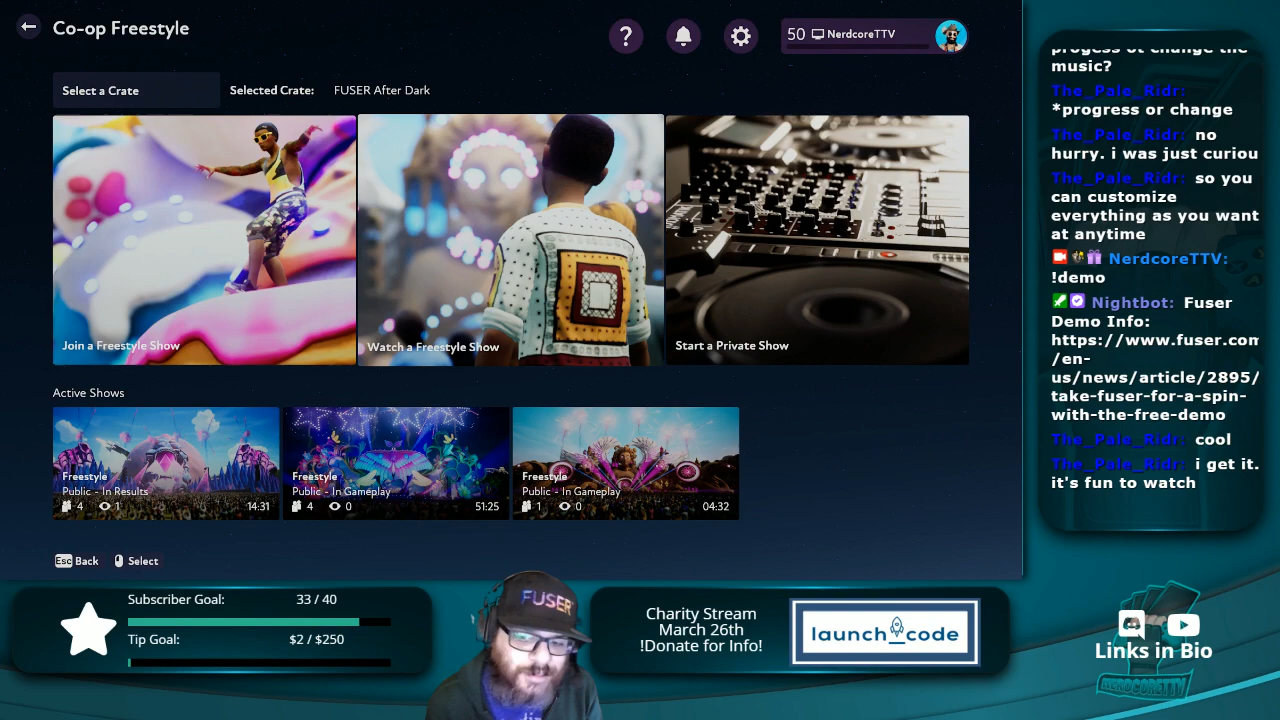 Co-op Freestyle
?
50 NerdcoreTTV
Select a Crate
Selected Crate: FUSER After Dark
Join a Freestyle Show
Watch a Freestyle Show
Start a Private Show
Active Shows
Freestyle
Public - In Results
4 1 14:31
Freestyle
Public - In Gameplay
4 0 51:25
Freestyle
Public - In Gameplay
1 0 04:32
Esc Back Select
progess ot change the
music?
The_Pale_Ridr:
*progress or change
The_Pale_Ridr: no
hurry. i was just curiou
The_Pale_Ridr: so you
can customize
everything as you want
at anytime
NerdcoreTTV:
!demo
Nightbot: Fuser
Demo Info:
https://www.fuser.com
/en-
us/news/article/2895/
take-fuser-for-a-spin-
with-the-free-demo
The_Pale_Ridr: cool
The_Pale_Ridr: i get it.
it's fun to watch
Subscriber Goal: 33 / 40
Tip Goal: $2 / $250
FUSER
Charity Stream
March 26th
!Donate for Info!
launch_code
Links in Bio
NERDCORETTV